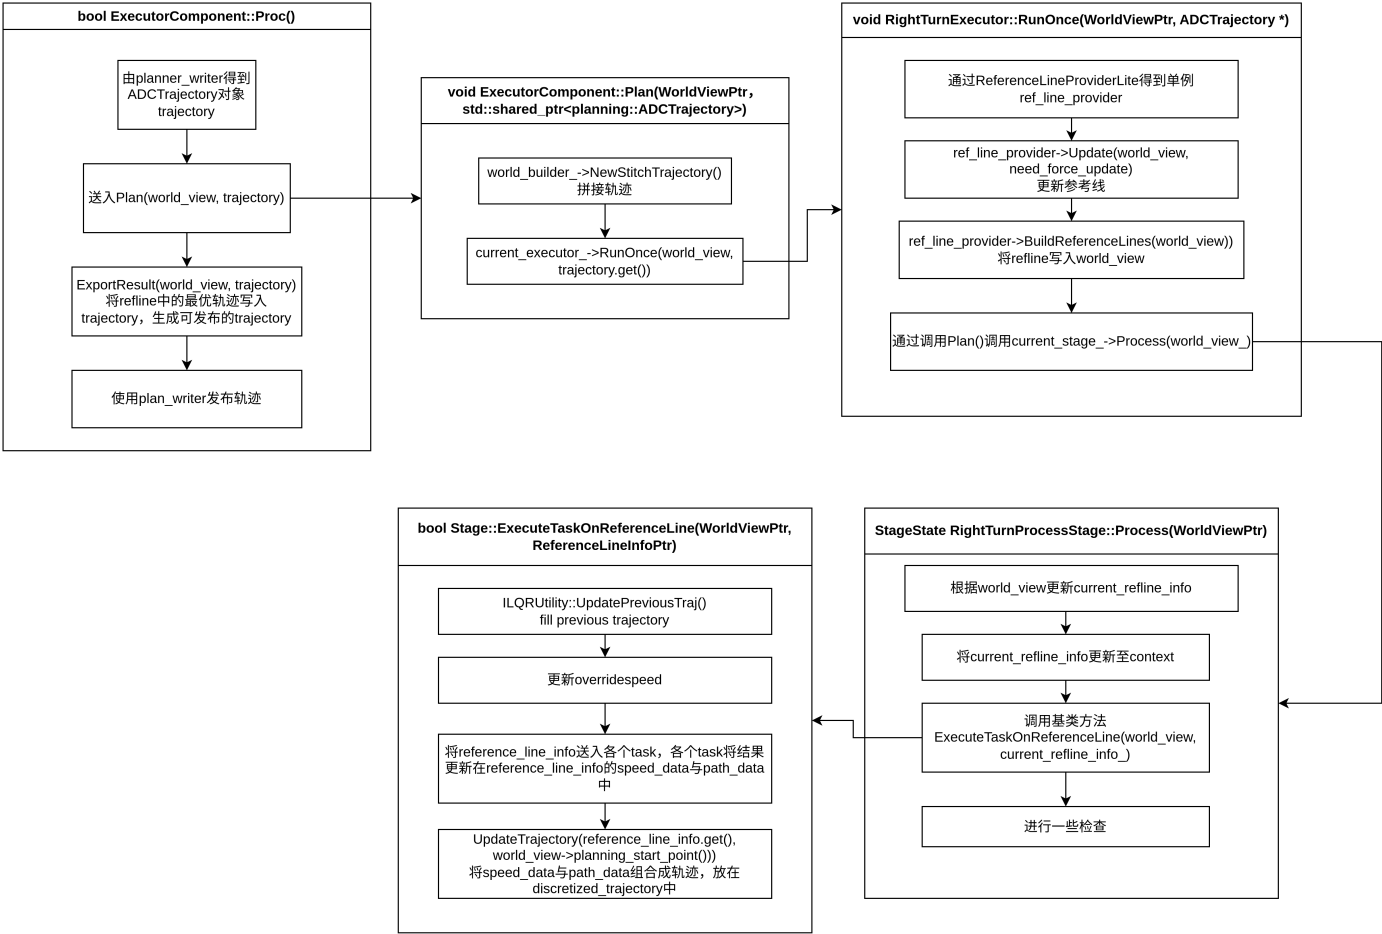 bool ExecutorComponent::Proc()
由planner_writer得到
ADCTrajectory对象
trajectory
送入Plan(world_view, trajectory)
ExportResult(world_view, trajectory)
将refline中的最优轨迹写入
trajectory，生成可发布的trajectory
使用plan_writer发布轨迹
void ExecutorComponent::Plan(WorldViewPtr，
std::shared_ptr<planning::ADCTrajectory>)
world_builder_->NewStitchTrajectory()
拼接轨迹
current_executor_->RunOnce(world_view,
trajectory.get())
void RightTurnExecutor::RunOnce(WorldViewPtr, ADCTrajectory *)
通过ReferenceLineProviderLite得到单例
ref_line_provider
ref_line_provider->Update(world_view,
need_force_update)
更新参考线
ref_line_provider->BuildReferenceLines(world_view))
将refline写入world_view
通过调用Plan()调用current_stage_->Process(world_view_)
StageState RightTurnProcessStage::Process(WorldViewPtr)
根据world_view更新current_refline_info
将current_refline_info更新至context
调用基类方法
ExecuteTaskOnReferenceLine(world_view,
current_refline_info_)
进行一些检查
bool Stage::ExecuteTaskOnReferenceLine(WorldViewPtr,
ReferenceLineInfoPtr)
ILQRUtility::UpdatePreviousTraj()
fill previous trajectory
更新overridespeed
将reference_line_info送入各个task，各个task将结果
更新在reference_line_info的speed_data与path_data
中
UpdateTrajectory(reference_line_info.get(),
world_view->planning_start_point()))
将speed_data与path_data组合成轨迹，放在
discretized_trajectory中